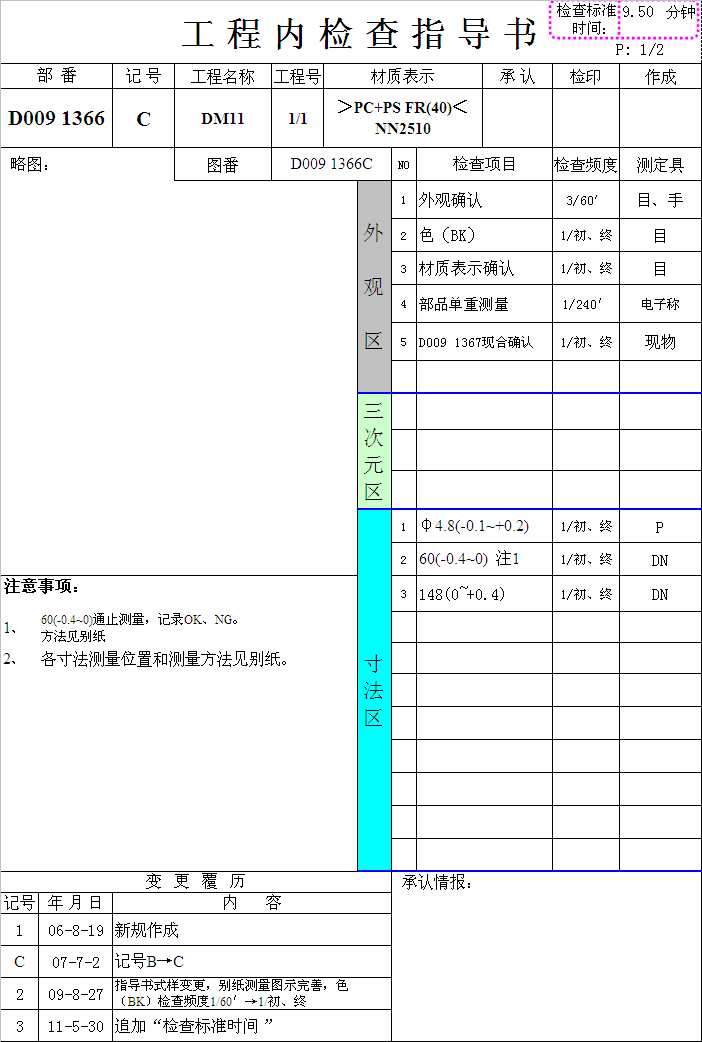 工程内检查指导书
检查标准时间: 9.50 分钟
P: 1/2
部 番 记 号 工程名称 工程号 材质表示 承 认 检印 作成
D009 1366 C DM11 1/1 ＞PC+PS FR(40)＜
NN2510
略图: 图番 D009 1366C NO 检查项目 检查频度 测定具
外观区
1 外观确认 3/60′ 目、手
2 色（BK） 1/初、终 目
3 材质表示确认 1/初、终 目
4 部品单重测量 1/240′ 电子称
5 D009 1367现合确认 1/初、终 现物
三次元区
寸法区
1 φ4.8(-0.1~+0.2) 1/初、终 P
2 60(-0.4~0) 注1 1/初、终 DN
3 148(0~+0.4) 1/初、终 DN
注意事项:
1、 60(-0.4~0)通止测量，记录OK、NG。
方法见别纸
2、 各寸法测量位置和测量方法见别纸。
变 更 履 历
记号 年 月 日 内 容
1 06-8-19 新规作成
C 07-7-2 记号B→C
2 09-8-27 指导书式样变更，别纸测量图示完善，色
（BK）检查频度1/60′→1/初、终
3 11-5-30 追加“检查标准时间 ”
承认情报: